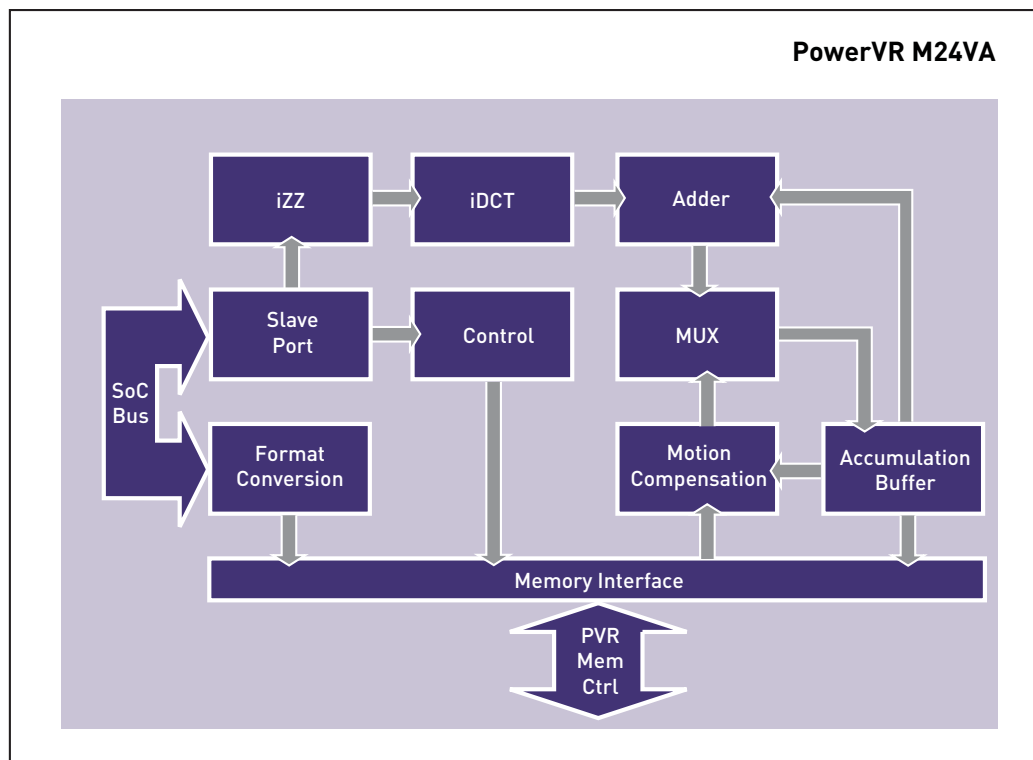 PowerVR M24VA
iZZ
iDCT
Adder
Slave
Port
Control
MUX
SoC
Bus
Format
Conversion
Motion
Compensation
Accumulation
Buffer
Memory Interface
PVR
Mem
Ctrl